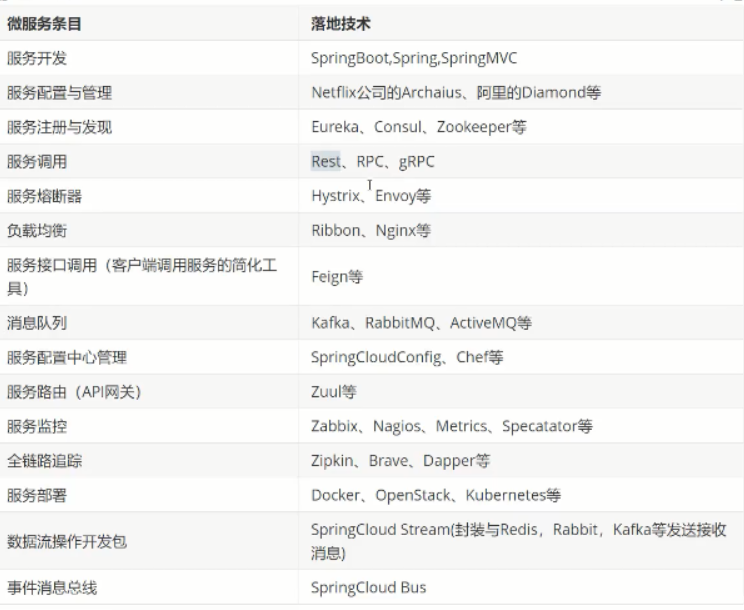 微服务条目 落地技术
服务开发 SpringBoot,Spring,SpringMVC
服务配置与管理 Netflix公司的Archaius、阿里的Diamond等
服务注册与发现 Eureka、Consul、Zookeeper等
服务调用 Rest、RPC、gRPC
服务熔断器 Hystrix、Envoy等
负载均衡 Ribbon、Nginx等
服务接口调用（客户端调用服务的简化工
具） Feign等
消息队列 Kafka、RabbitMQ、ActiveMQ等
服务配置中心管理 SpringCloudConfig、Chef等
服务路由（API网关） Zuul等
服务监控 Zabbix、Nagios、Metrics、Specatator等
全链路追踪 Zipkin、Brave、Dapper等
服务部署 Docker、OpenStack、Kubernetes等
数据流操作开发包 SpringCloud Stream(封装与Redis，Rabbit，Kafka等发送接收
消息)
事件消息总线 SpringCloud Bus